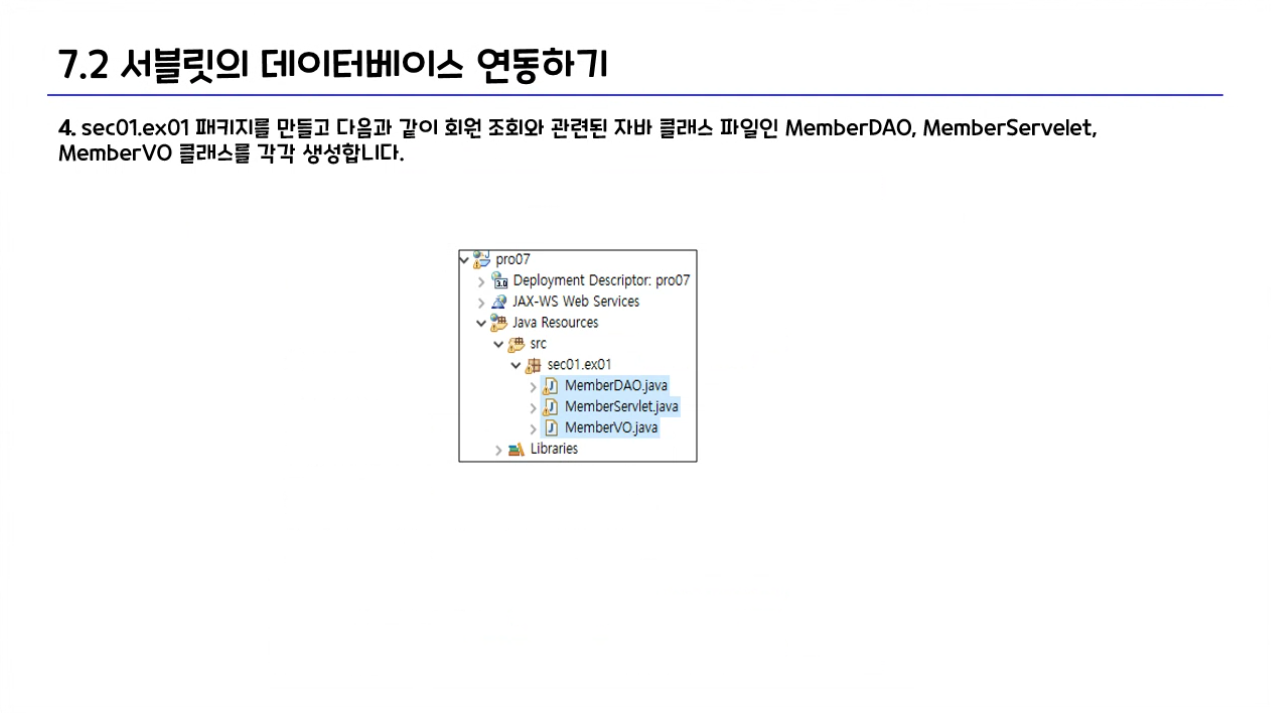 7.2 서블릿의 데이터베이스 연동하기
4. sec01.ex01 패키지를 만들고 다음과 같이 회원 조회와 관련된 자바 클래스 파일인 MemberDAO, MemberServelet,
MemberVO 클래스를 각각 생성합니다.
pro07
Deployment Descriptor: pro07
JAX-WS Web Services
Java Resources
src
sec01.ex01
MemberDAO.java
MemberServlet.java
MemberVO.java
Libraries